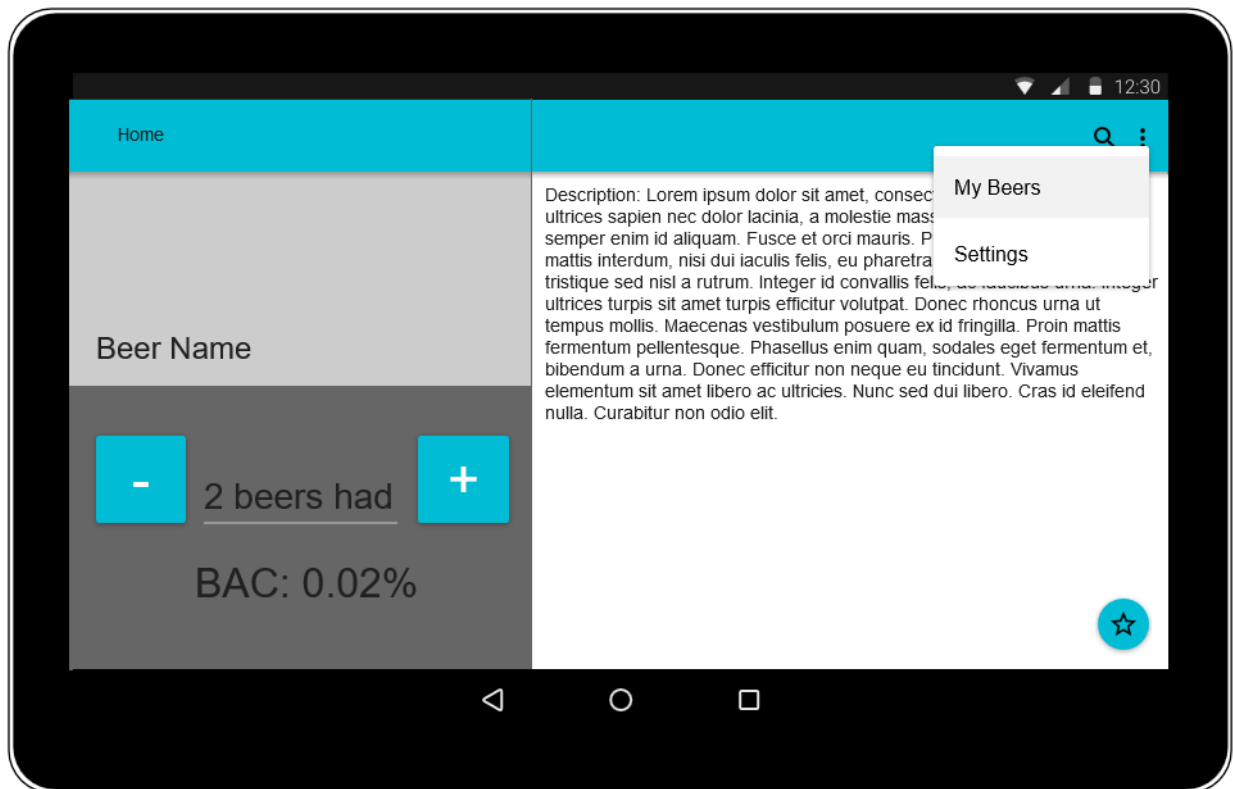 12:30
Home
My Beers
Settings
Description: Lorem ipsum dolor sit amet, consec
ultrices sapien nec dolor lacinia, a molestie mass
semper enim id aliquam. Fusce et orci mauris. P
mattis interdum, nisi dui iaculis felis, eu pharetra
tristique sed nisl a rutrum. Integer id convallis felis, ac faucibus urna. Integer
ultrices turpis sit amet turpis efficitur volutpat. Donec rhoncus urna ut
tempus mollis. Maecenas vestibulum posuere ex id fringilla. Proin mattis
fermentum pellentesque. Phasellus enim quam, sodales eget fermentum et,
bibendum a urna. Donec efficitur non neque eu tincidunt. Vivamus
elementum sit amet libero ac ultricies. Nunc sed dui libero. Cras id eleifend
nulla. Curabitur non odio elit.
Beer Name
-
2 beers had
+
BAC: 0.02%